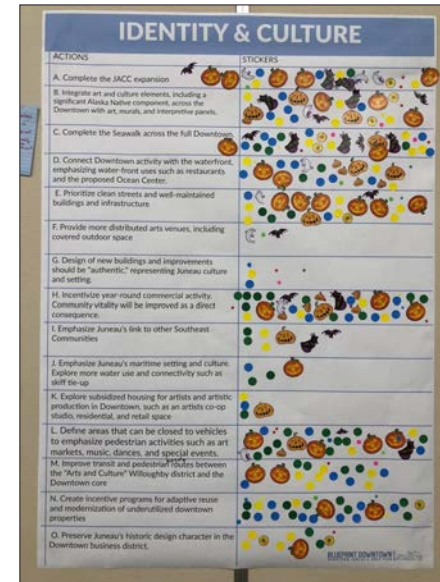 IDENTITY & CULTURE
ACTIONS
STICKERS
A. Complete the JACC expansion
B. Integrate art and culture elements, including a
significant Alaska Native component, across the
Downtown with art, murals, and interpretive panels.
C. Complete the Seawalk across the full Downtown.
D. Connect Downtown activity with the waterfront,
emphasizing water-front uses such as restaurants
and the proposed Ocean Center.
E. Prioritize clean streets and well-maintained
buildings and infrastructure
F. Provide more distributed arts venues, including
covered outdoor space
G. Design of new buildings and improvements
should be "authentic," representing Juneau culture
and setting.
H. Incentivize year-round commercial activity.
Community vitality will be improved as a direct
consequence.
I. Emphasize Juneau's link to other Southeast
Communities
J. Emphasize Juneau's maritime setting and culture.
Explore more water use and connectivity such as
skiff tie-up
K. Explore subsidized housing for artists and artistic
production in Downtown, such as an artists co-op
studio, residential, and retail space
L. Define areas that can be closed to vehicles
to emphasize pedestrian activities such as art
markets, music, dances, and special events.
M. Improve transit and pedestrian routes between
the "Arts and Culture" Willoughby district and the
Downtown core
N. Create incentive programs for adaptive reuse
and modernization of underutilized downtown
properties
O. Preserve Juneau's historic design character in the
Downtown business district.
BLUEPRINT DOWNTOWN